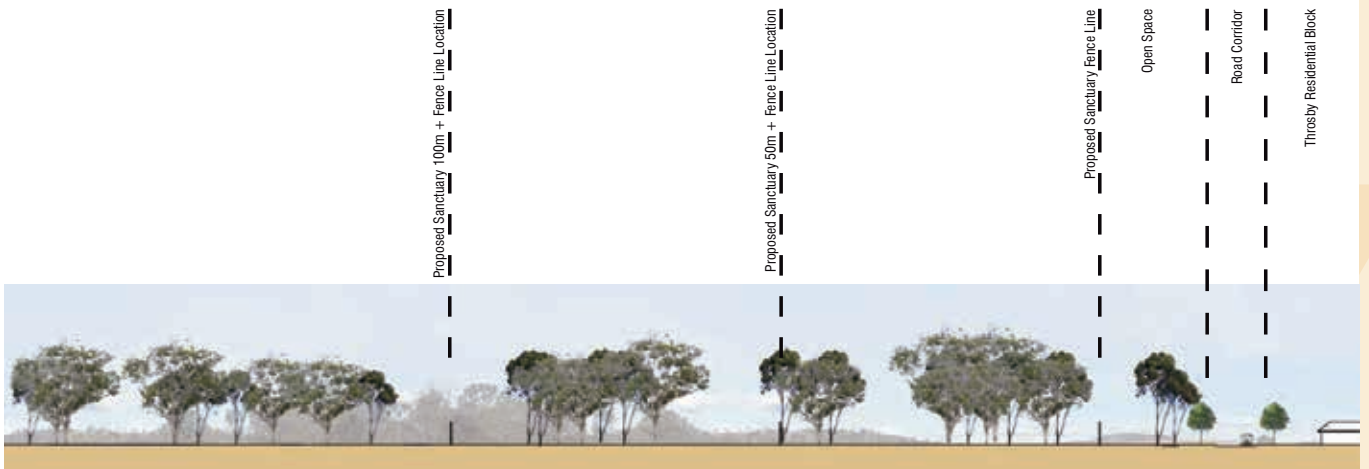 Proposed Sanctuary 100m + Fence Line Location
Proposed Sanctuary 50m + Fence Line Location
Proposed Sanctuary Fence Line
Open Space
Road Corridor
Throsby Residential Block